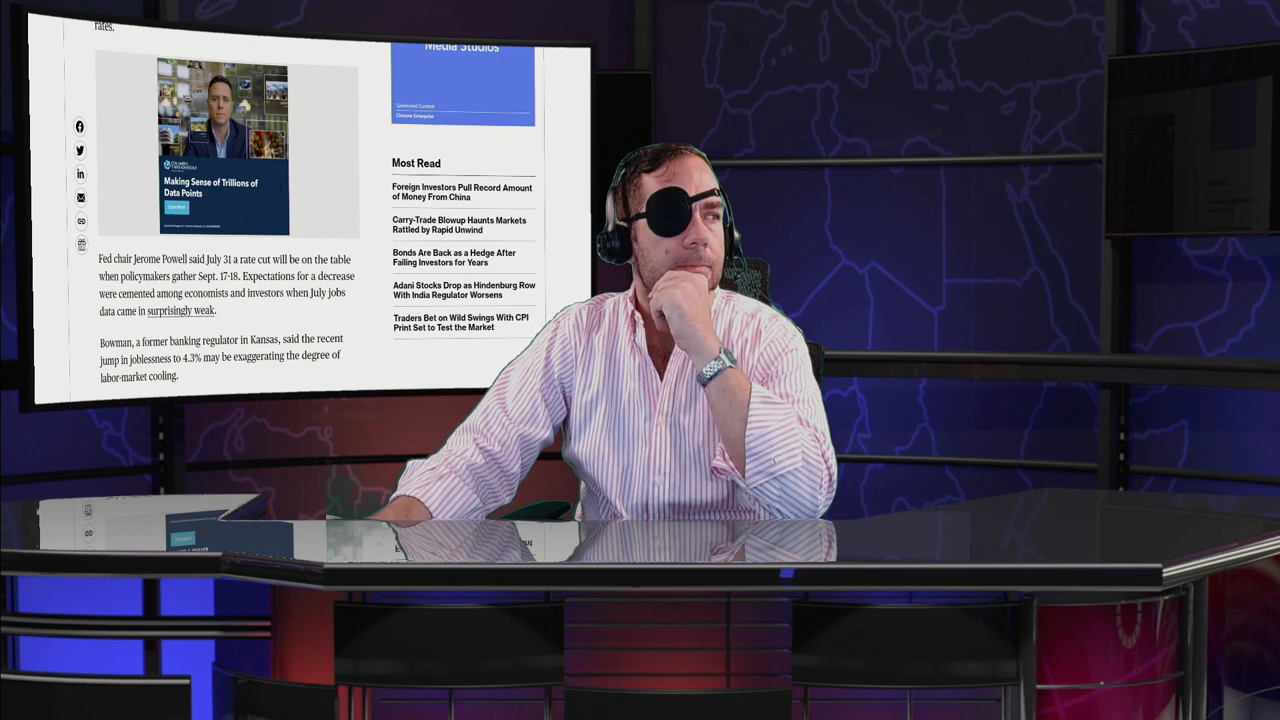 rates.
Media Studios
Sponsored Content
Chrome Enterprise
COLUMBIA
THREADNEEDLE
Making Sense of Trillions of
Data Points
Most Read
Foreign Investors Pull Record Amount
of Money From China
Carry-Trade Blowup Haunts Markets
Rattled by Rapid Unwind
Bonds Are Back as a Hedge After
Failing Investors for Years
Adani Stocks Drop as Hindenburg Row
With India Regulator Worsens
Traders Bet on Wild Swings With CPI
Print Set to Test the Market
Fed chair Jerome Powell said July 31 a rate cut will be on the table
when policymakers gather Sept. 17-18. Expectations for a decrease
were cemented among economists and investors when July jobs
data came in surprisingly weak.
Bowman, a former banking regulator in Kansas, said the recent
jump in joblessness to 4.3% may be exaggerating the degree of
labor-market cooling.